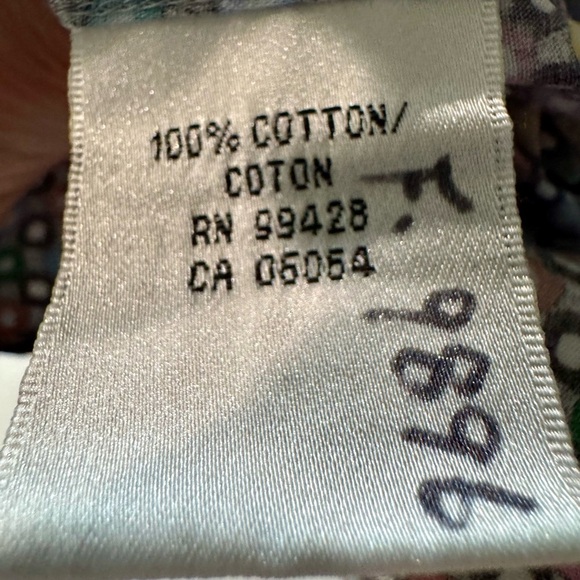 100% COTTON/
COTON
RN 99428
CA 05054
F. 9896